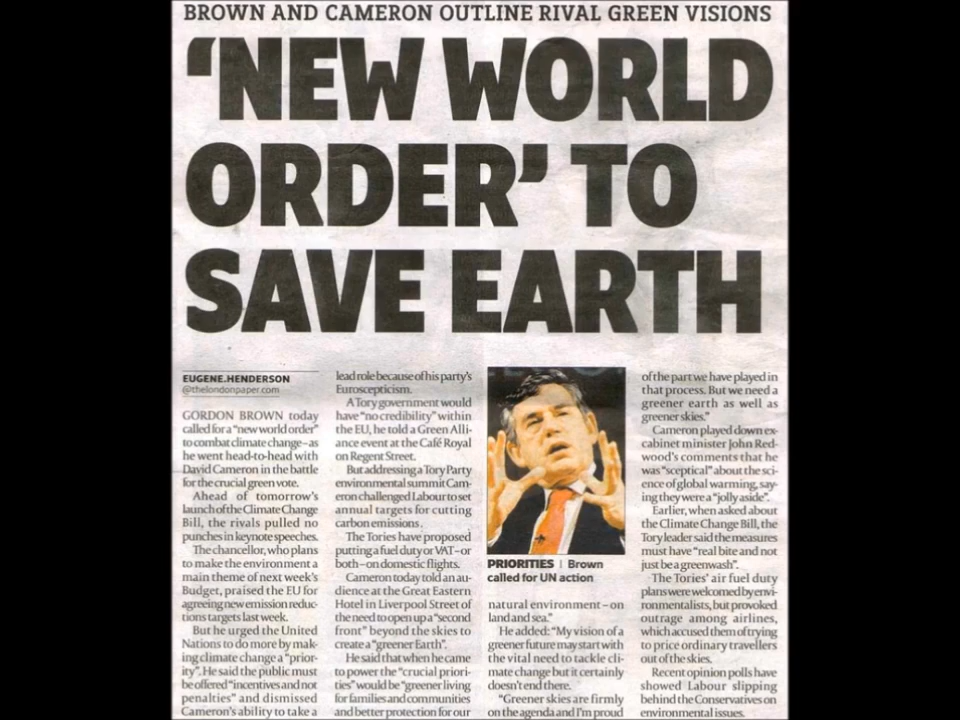 BROWN AND CAMERON OUTLINE RIVAL GREEN VISIONS
‘NEW WORLD
ORDER’ TO
SAVE EARTH
EUGENE.HENDERSON
@thelondonpaper.com
GORDON BROWN today
called for a “new world order”
to combat climate change – as
he went head-to-head with
David Cameron in the battle
for the crucial green vote.
Ahead of tomorrow’s
launch of the Climate Change
Bill, the rivals pulled no
punches in keynote speeches.
The chancellor, who plans
to make the environment a
main theme of next week’s
Budget, praised the EU for
agreeing new emission reduc-
tions targets last week.
But he urged the United
Nations to do more by mak-
ing climate change a “prior-
ity”. He said the public must
be offered “incentives and not
penalties” and dismissed
Cameron’s ability to take a
lead role because of his party’s
Euroscepticism.
A Tory government would
have “no credibility” within
the EU, he told a Green Alli-
ance event at the Café Royal
on Regent Street.
But addressing a Tory Party
environmental summit Cam-
eron challenged Labour to set
annual targets for cutting
carbon emissions.
The Tories have proposed
putting a fuel duty or VAT – or
both – on domestic flights.
Cameron today told an au-
dience at the Great Eastern
Hotel in Liverpool Street of
the need to open up a “second
front” beyond the skies to
create a “greener Earth”.
He said that when he came
to power the “crucial priori-
ties” would be “greener living
for families and communities
and better protection for our
PRIORITIES | Brown
called for UN action
natural environment – on
land and sea.”
He added: “My vision of a
greener future may start with
the vital need to tackle cli-
mate change but it certainly
doesn’t end there.
“Greener skies are firmly
on the agenda and I’m proud
of the part we have played in
that process. But we need a
greener earth as well as
greener skies.”
Cameron played down ex-
cabinet minister John Red-
wood’s comments that he
was “sceptical” about the sci-
ence of global warming, say-
ing they were a “jolly aside”.
Earlier, when asked about
the Climate Change Bill, the
Tory leader said the measures
must have “real bite and not
just be a greenwash”.
The Tories’ air fuel duty
plans were welcomed by envi-
ronmentalists, but provoked
outrage among airlines,
which accused them of trying
to price ordinary travellers
out of the skies.
Recent opinion polls have
showed Labour slipping
behind the Conservatives on
environmental issues.